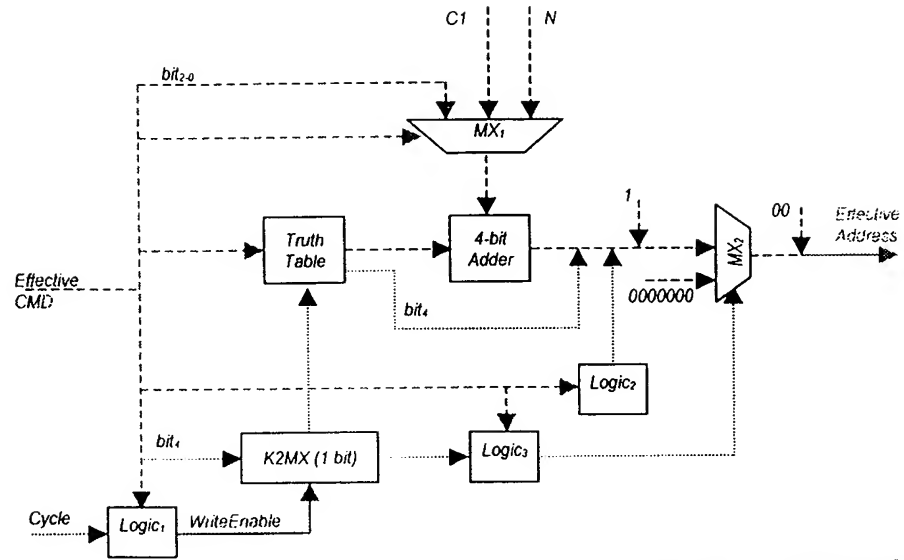 C1 N
bit₂₋₀
MX₁
1
00
Effective
Address
Truth
Table
4-bit
Adder
MX₂
Effective
CMD
0000000
bit₄
Logic₂
bit₄
K2MX (1 bit)
Logic₃
Cycle
Logic₁
WriteEnable